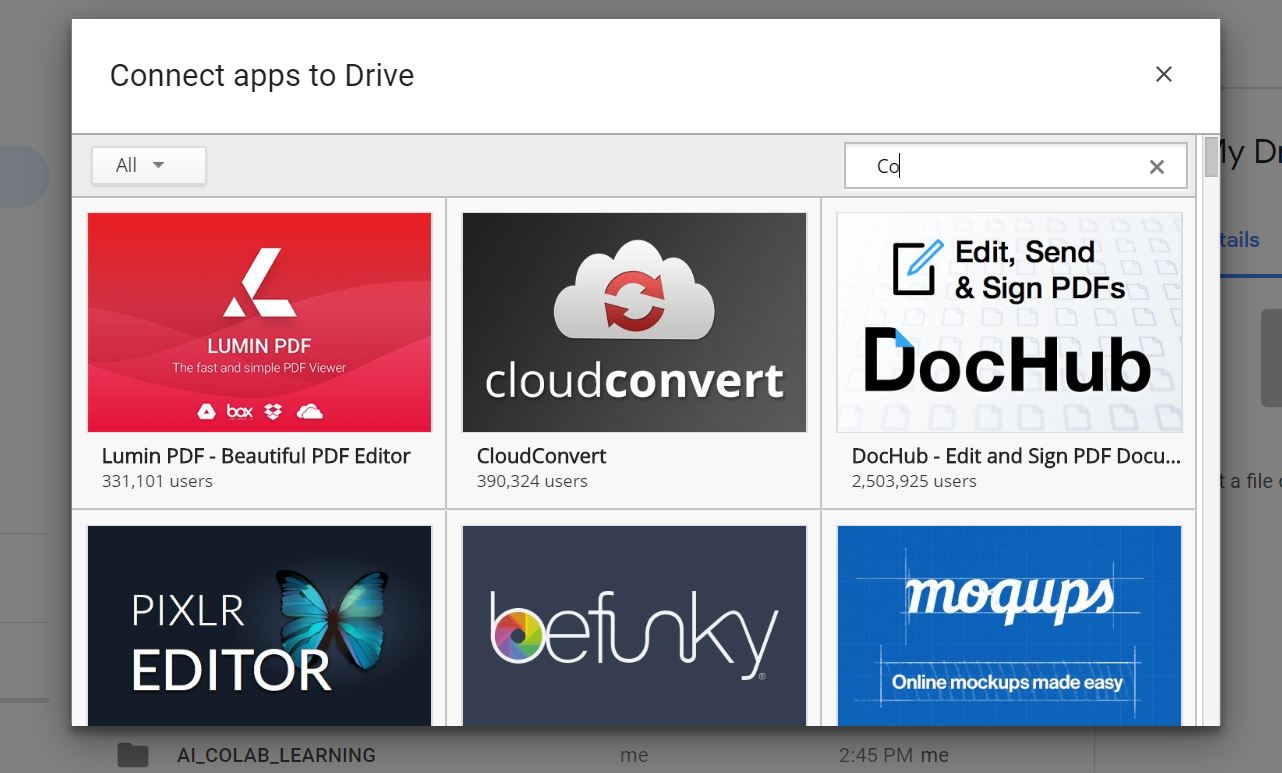 Connect apps to Drive
All
Co
My Dr
tails
LUMIN PDF
The fast and simple PDF Viewer
box
cloudconvert
Edit, Send
& Sign PDFs
DocHub
Lumin PDF - Beautiful PDF Editor
331,101 users
CloudConvert
390,324 users
DocHub - Edit and Sign PDF Docu...
2,503,925 users
t a file o
PIXLR
EDITOR
befunky
®
moqups
Online mockups made easy
AI_COLAB_LEARNING me 2:45 PM me